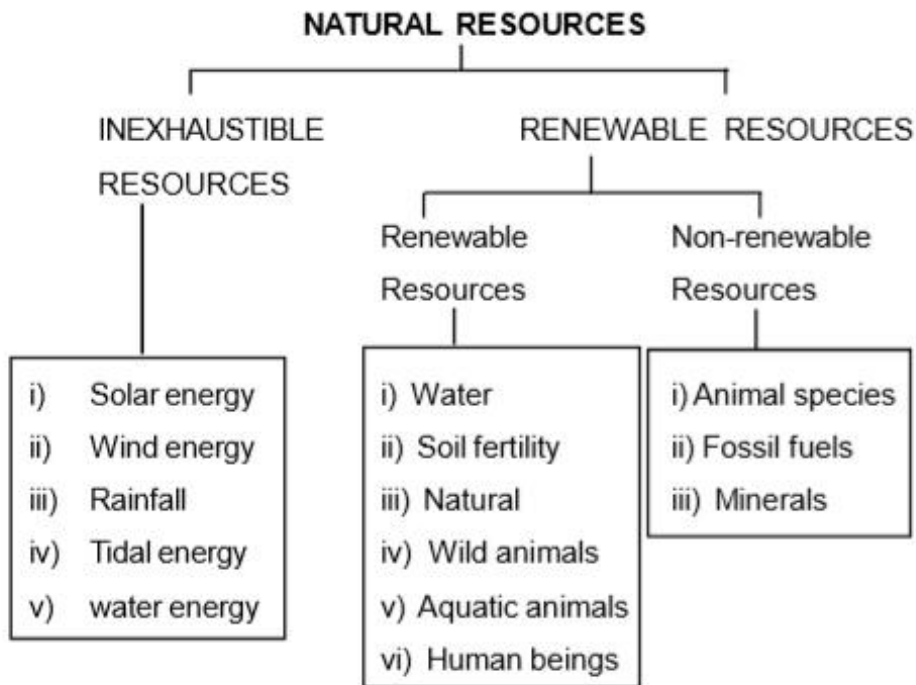 NATURAL RESOURCES
INEXHAUSTIBLE
RESOURCES
RENEWABLE RESOURCES
Renewable
Resources
Non-renewable
Resources
i) Solar energy
ii) Wind energy
iii) Rainfall
iv) Tidal energy
v) water energy
i) Water
ii) Soil fertility
iii) Natural
iv) Wild animals
v) Aquatic animals
vi) Human beings
i) Animal species
ii) Fossil fuels
iii) Minerals